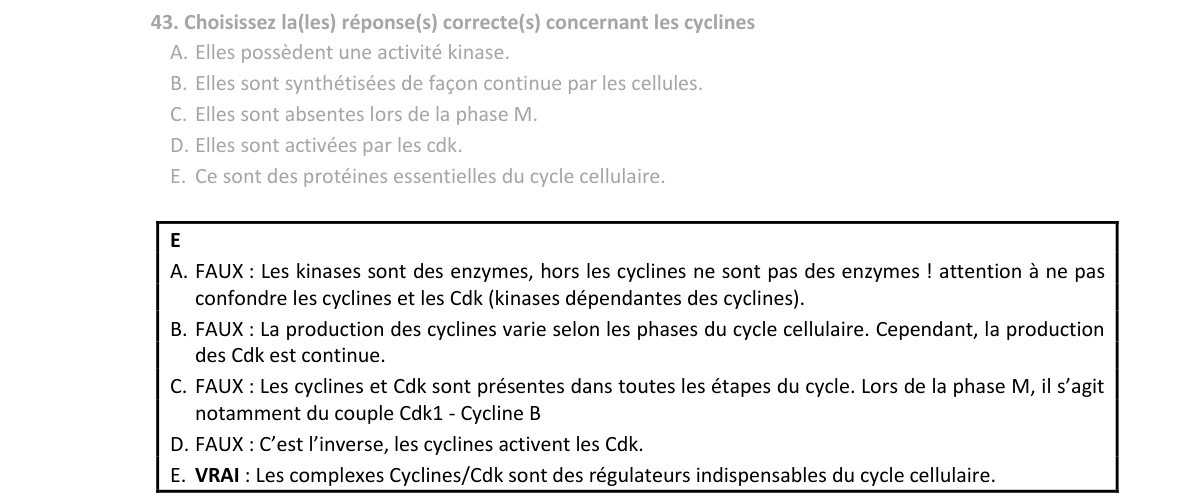 43. Choisissez la(les) réponse(s) correcte(s) concernant les cyclines
A. Elles possèdent une activité kinase.
B. Elles sont synthétisées de façon continue par les cellules.
C. Elles sont absentes lors de la phase M.
D. Elles sont activées par les cdk.
E. Ce sont des protéines essentielles du cycle cellulaire.
E
A. FAUX : Les kinases sont des enzymes, hors les cyclines ne sont pas des enzymes ! attention à ne pas
confondre les cyclines et les Cdk (kinases dépendantes des cyclines).
B. FAUX : La production des cyclines varie selon les phases du cycle cellulaire. Cependant, la production
des Cdk est continue.
C. FAUX : Les cyclines et Cdk sont présentes dans toutes les étapes du cycle. Lors de la phase M, il s’agit
notamment du couple Cdk1 - Cycline B
D. FAUX : C’est l’inverse, les cyclines activent les Cdk.
E. VRAI : Les complexes Cyclines/Cdk sont des régulateurs indispensables du cycle cellulaire.